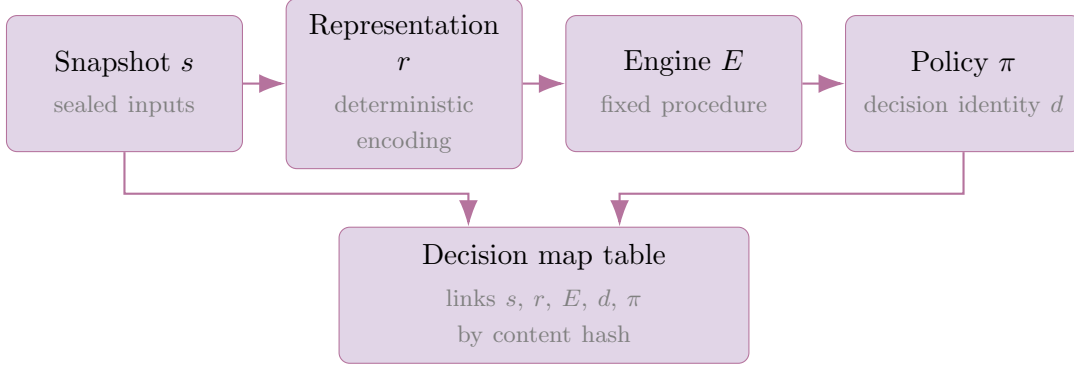 Snapshot s
sealed inputs
Representation
r
deterministic
encoding
Engine E
fixed procedure
Policy π
decision identity d
Decision map table
links s, r, E, d, π
by content hash